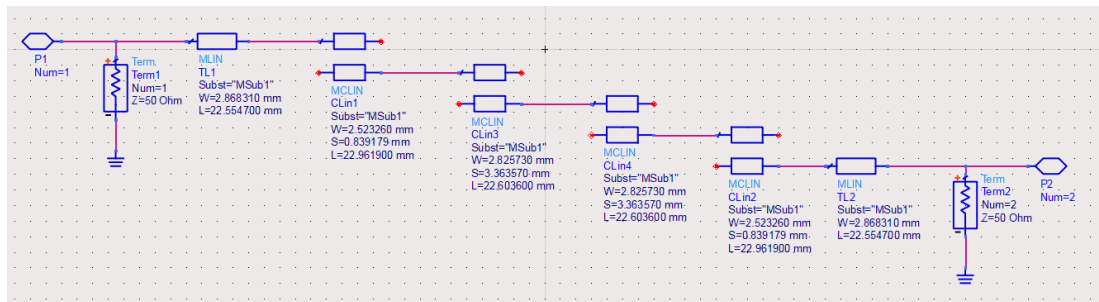 P1
Num=1
Term
Term1
Num=1
Z=50 Ohm
MLIN
TL1
Subst="MSub1"
W=2.868310 mm
L=22.554700 mm
MCLIN
CLin1
Subst="MSub1"
W=2.523260 mm
S=0.839179 mm
L=22.961900 mm
MCLIN
CLin3
Subst="MSub1"
W=2.825730 mm
S=3.363570 mm
L=22.603600 mm
MCLIN
CLin4
Subst="MSub1"
W=2.825730 mm
S=3.363570 mm
L=22.603600 mm
MCLIN
CLin2
Subst="MSub1"
W=2.523260 mm
S=0.839179 mm
L=22.961900 mm
MLIN
TL2
Subst="MSub1"
W=2.868310 mm
L=22.554700 mm
Term
Term2
Num=2
Z=50 Ohm
P2
Num=2